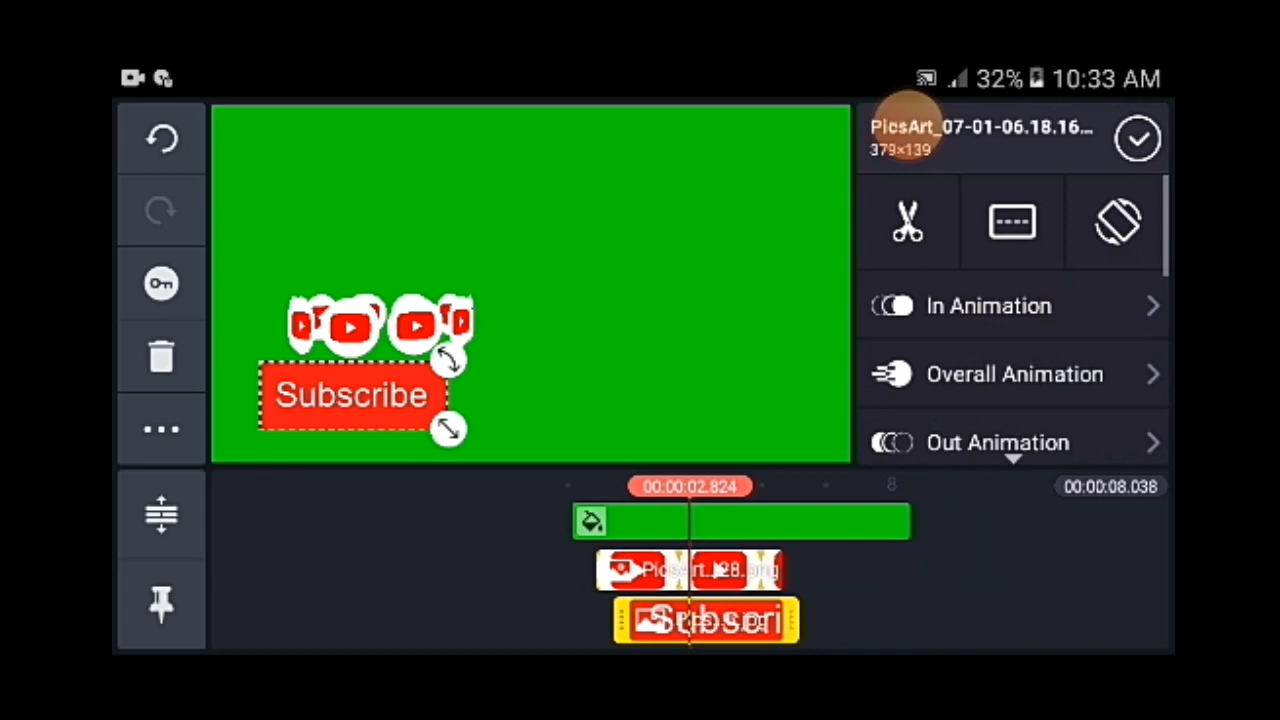 32% 10:33 AM
PicsArt_07-01-06.18.16...
379×139
Subscribe
In Animation
Overall Animation
Out Animation
00:00:02.824
8
00:00:08.038
PicsArt...28.png
Subscri